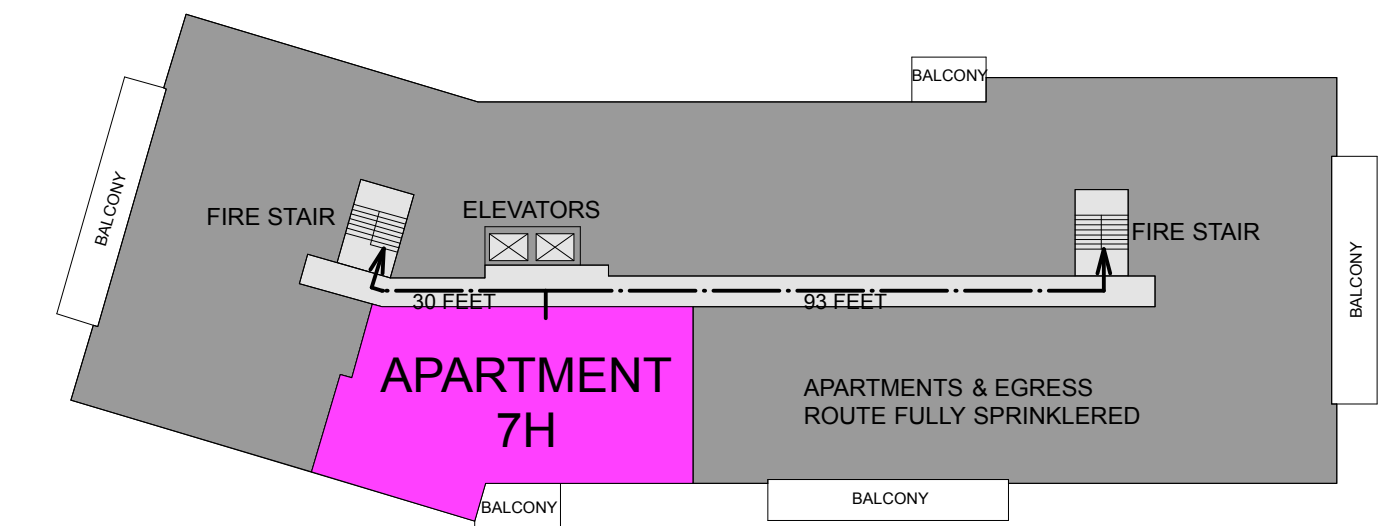 BALCONY
BALCONY
FIRE STAIR
ELEVATORS
FIRE STAIR
BALCONY
30 FEET
93 FEET
APARTMENT
7H
APARTMENTS & EGRESS
ROUTE FULLY SPRINKLERED
BALCONY
BALCONY